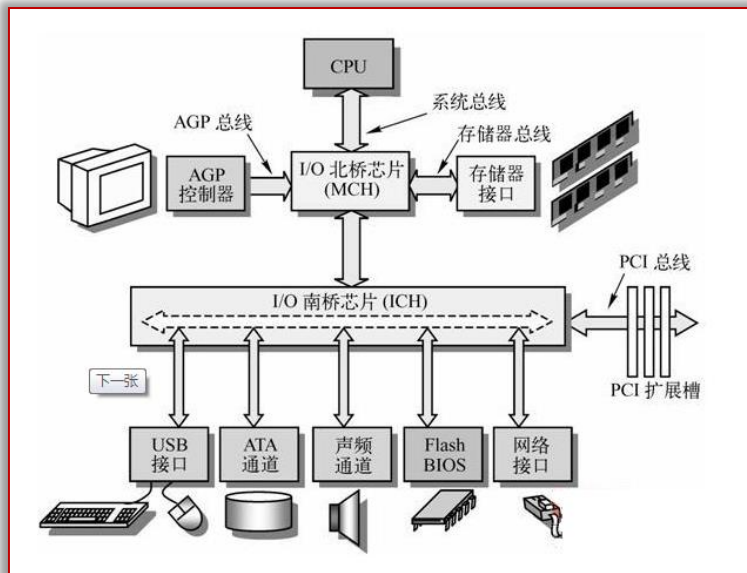 CPU
系统总线
AGP 总线
存储器总线
AGP
控制器
I/O 北桥芯片
(MCH)
存储器
接口
PCI 总线
I/O 南桥芯片 (ICH)
下一张
PCI 扩展槽
USB
接口
ATA
通道
声频
通道
Flash
BIOS
网络
接口